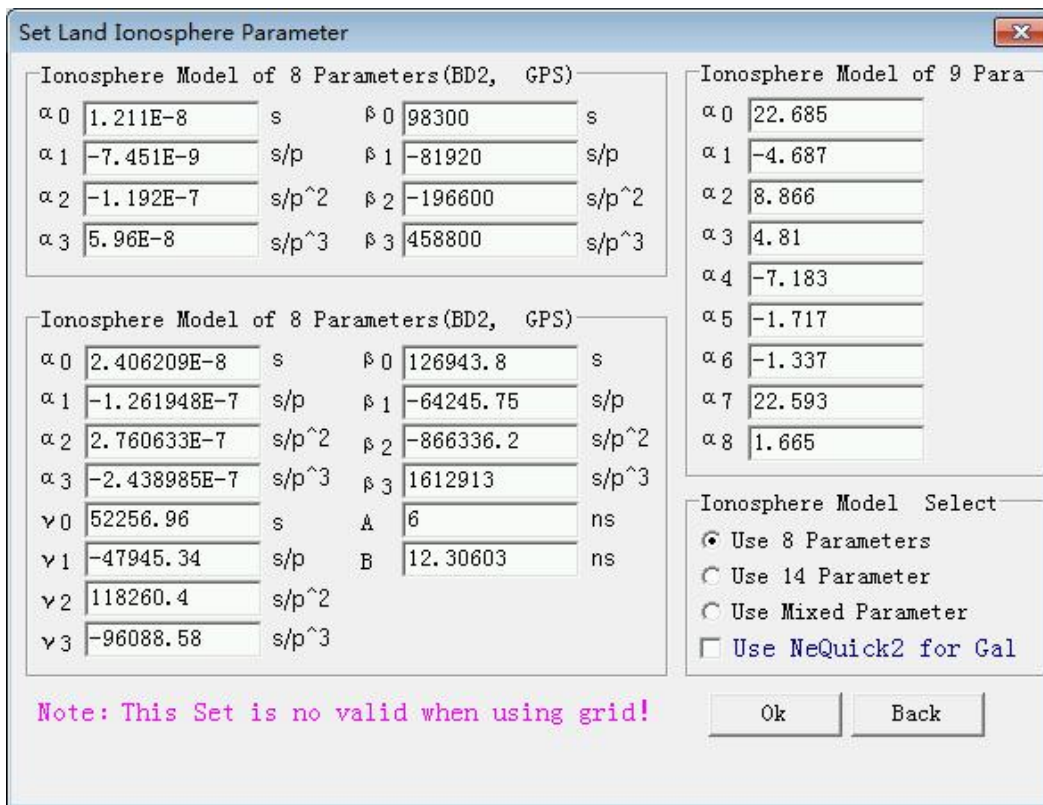 Set Land Ionosphere Parameter
Ionosphere Model of 8 Parameters(BD2, GPS)
α0 1.211E-8 s β0 98300 s
α1 -7.451E-9 s/p β1 -81920 s/p
α2 -1.192E-7 s/p^2 β2 -196600 s/p^2
α3 5.96E-8 s/p^3 β3 458800 s/p^3
Ionosphere Model of 8 Parameters(BD2, GPS)
α0 2.406209E-8 s β0 126943.8 s
α1 -1.261948E-7 s/p β1 -64245.75 s/p
α2 2.760633E-7 s/p^2 β2 -866336.2 s/p^2
α3 -2.438985E-7 s/p^3 β3 1612913 s/p^3
γ0 52256.96 s A 6 ns
γ1 -47945.34 s/p B 12.30603 ns
γ2 118260.4 s/p^2
γ3 -96088.58 s/p^3
Note: This Set is no valid when using grid!
Ionosphere Model of 9 Para
α0 22.685
α1 -4.687
α2 8.866
α3 4.81
α4 -7.183
α5 -1.717
α6 -1.337
α7 22.593
α8 1.665
Ionosphere Model Select
Use 8 Parameters
Use 14 Parameter
Use Mixed Parameter
Use NeQuick2 for Gal
Ok Back